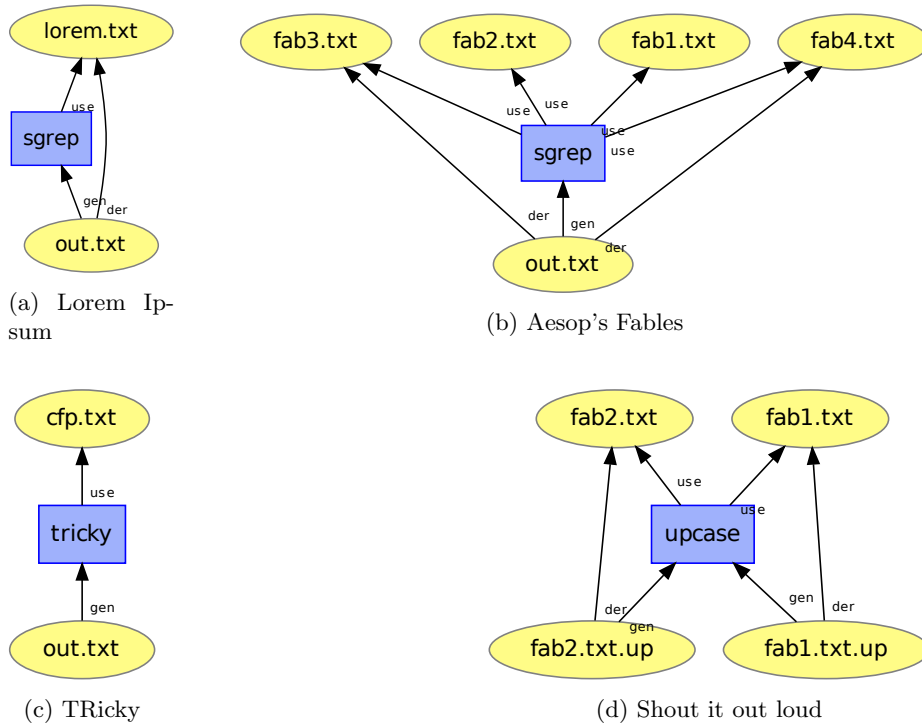 lorem.txt
use
sgrep
gen
der
out.txt
(a) Lorem Ip-
sum
fab3.txt fab2.txt fab1.txt fab4.txt
use use use use
sgrep
der gen der
out.txt
(b) Aesop's Fables
cfp.txt
use
tricky
gen
out.txt
(c) TRicky
fab2.txt fab1.txt
use use
upcase
der gen gen der
fab2.txt.up fab1.txt.up
(d) Shout it out loud